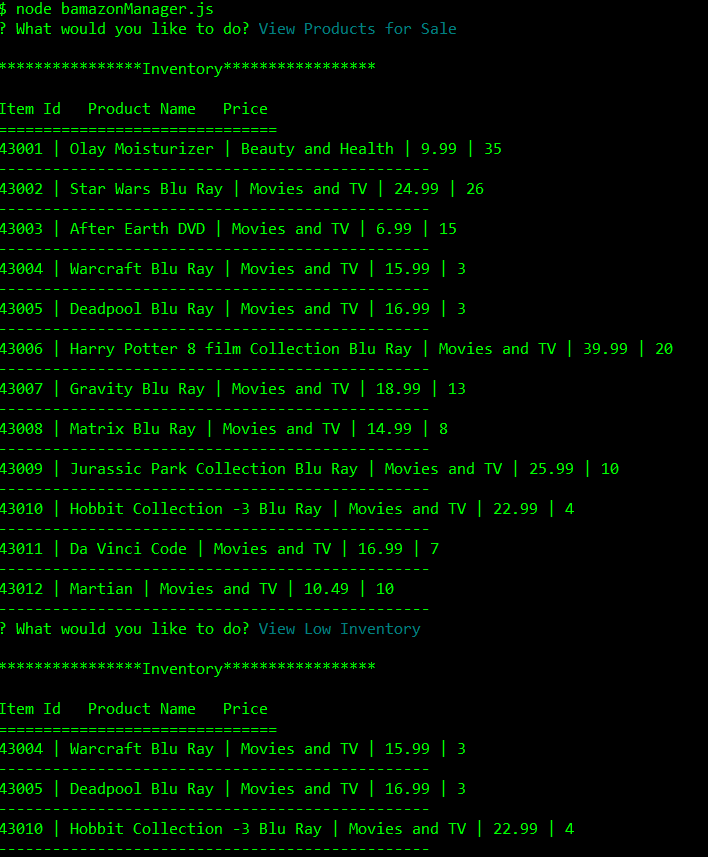 $ node bamazonManager.js
? What would you like to do? View Products for Sale
****************Inventory*****************
Item Id   Product Name   Price
===============================
43001 | Olay Moisturizer | Beauty and Health | 9.99 | 35
------------------------------------------------
43002 | Star Wars Blu Ray | Movies and TV | 24.99 | 26
------------------------------------------------
43003 | After Earth DVD | Movies and TV | 6.99 | 15
------------------------------------------------
43004 | Warcraft Blu Ray | Movies and TV | 15.99 | 3
------------------------------------------------
43005 | Deadpool Blu Ray | Movies and TV | 16.99 | 3
------------------------------------------------
43006 | Harry Potter 8 film Collection Blu Ray | Movies and TV | 39.99 | 20
------------------------------------------------
43007 | Gravity Blu Ray | Movies and TV | 18.99 | 13
------------------------------------------------
43008 | Matrix Blu Ray | Movies and TV | 14.99 | 8
------------------------------------------------
43009 | Jurassic Park Collection Blu Ray | Movies and TV | 25.99 | 10
------------------------------------------------
43010 | Hobbit Collection -3 Blu Ray | Movies and TV | 22.99 | 4
------------------------------------------------
43011 | Da Vinci Code | Movies and TV | 16.99 | 7
------------------------------------------------
43012 | Martian | Movies and TV | 10.49 | 10
------------------------------------------------
? What would you like to do? View Low Inventory
****************Inventory*****************
Item Id   Product Name   Price
===============================
43004 | Warcraft Blu Ray | Movies and TV | 15.99 | 3
------------------------------------------------
43005 | Deadpool Blu Ray | Movies and TV | 16.99 | 3
------------------------------------------------
43010 | Hobbit Collection -3 Blu Ray | Movies and TV | 22.99 | 4
------------------------------------------------